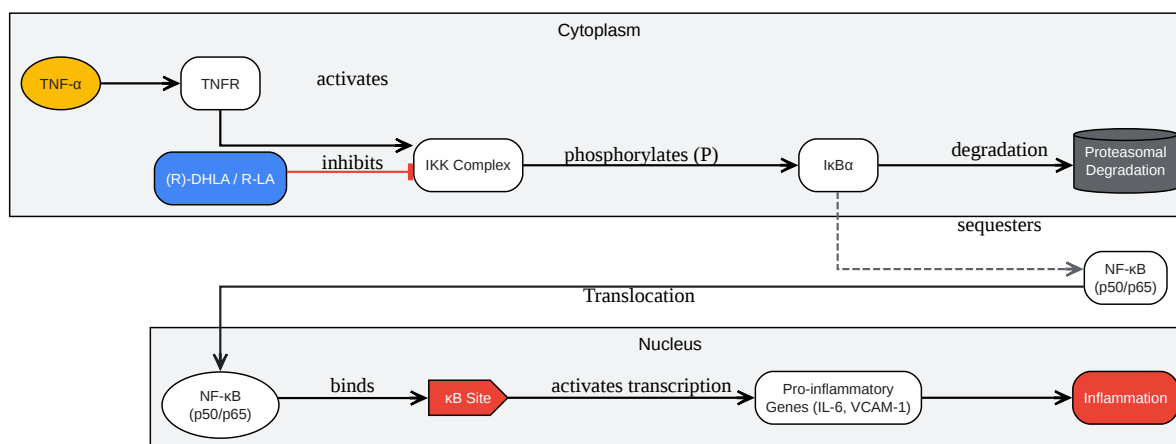 Cytoplasm
TNF-α
TNFR
activates
(R)-DHLA / R-LA
inhibits
IKK Complex
phosphorylates (P)
IκBα
degradation
Proteasomal
Degradation
sequesters
NF-κB
(p50/p65)
Translocation
Nucleus
NF-κB
(p50/p65)
binds
κB Site
activates transcription
Pro-inflammatory
Genes (IL-6, VCAM-1)
Inflammation